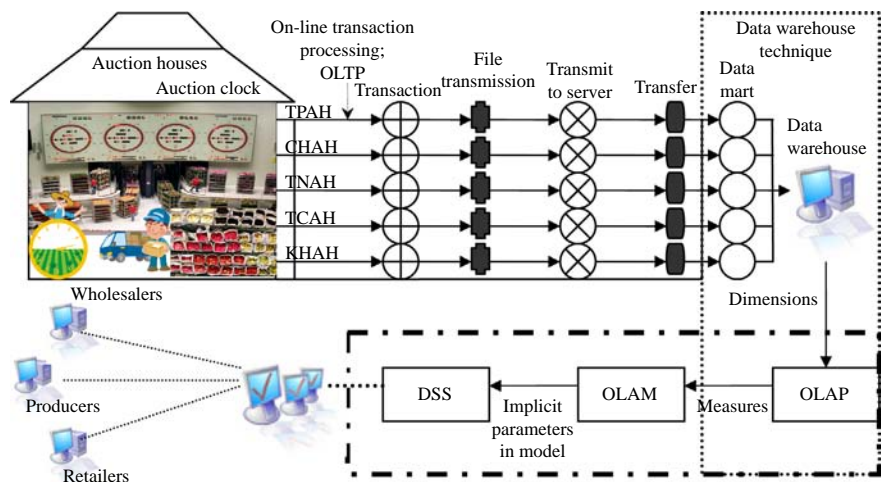 On-line transaction
processing;
OLTP
File
transmission
Transmit
to server
Transfer
Data warehouse
technique
Data
mart
Auction houses
Auction clock
Transaction
TPAH
CHAH
TNAH
TCAH
KHAH
Data
warehouse
Wholesalers
Producers
Retailers
Dimensions
DSS
Implicit
parameters
in model
OLAM
Measures
OLAP